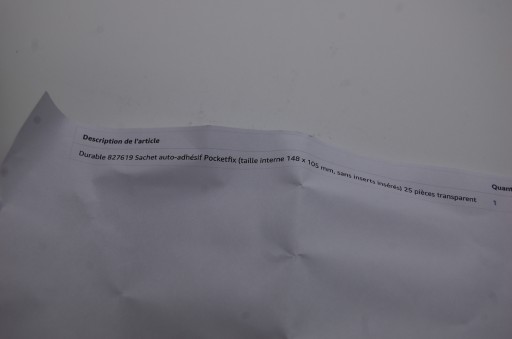 Description de l'article
Quant
Durable 827619 Sachet auto-adhésif Pocketfix (taille interne 148 x 105 mm, sans inserts insérés) 25 pièces transparent
1